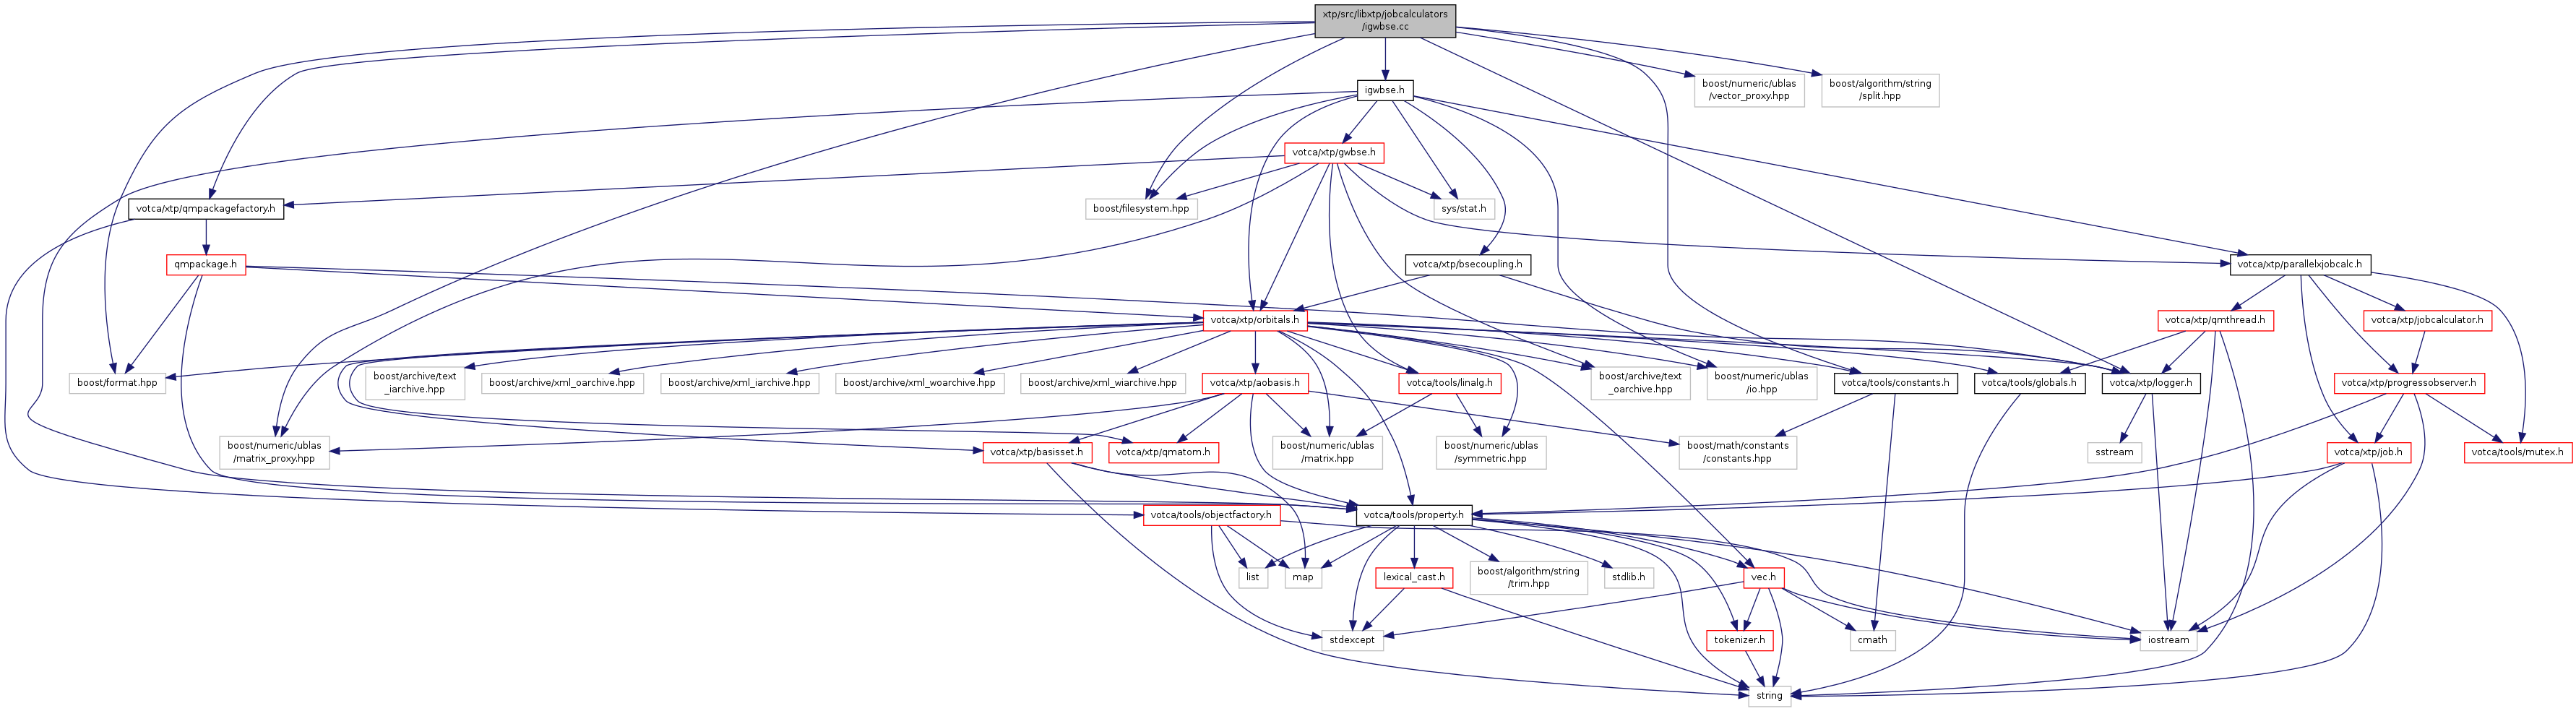 xtp/src/libxtp/jobcalculators
/igwbse.cc
igwbse.h
boost/numeric/ublas
/vector_proxy.hpp
boost/algorithm/string
/split.hpp
votca/xtp/gwbse.h
votca/xtp/qmpackagefactory.h
boost/filesystem.hpp
sys/stat.h
qmpackage.h
votca/xtp/bsecoupling.h
votca/xtp/parallelxjobcalc.h
votca/xtp/orbitals.h
votca/xtp/qmthread.h
votca/xtp/jobcalculator.h
boost/format.hpp
boost/archive/text
_iarchive.hpp
boost/archive/xml_oarchive.hpp
boost/archive/xml_iarchive.hpp
boost/archive/xml_woarchive.hpp
boost/archive/xml_wiarchive.hpp
votca/xtp/aobasis.h
votca/tools/linalg.h
boost/archive/text
_oarchive.hpp
boost/numeric/ublas
/io.hpp
votca/tools/constants.h
votca/tools/globals.h
votca/xtp/logger.h
votca/xtp/progressobserver.h
boost/numeric/ublas
/matrix_proxy.hpp
votca/xtp/basisset.h
votca/xtp/qmatom.h
boost/numeric/ublas
/matrix.hpp
boost/numeric/ublas
/symmetric.hpp
boost/math/constants
/constants.hpp
sstream
votca/xtp/job.h
votca/tools/mutex.h
votca/tools/objectfactory.h
votca/tools/property.h
list
map
lexical_cast.h
boost/algorithm/string
/trim.hpp
stdlib.h
vec.h
stdexcept
tokenizer.h
cmath
iostream
string